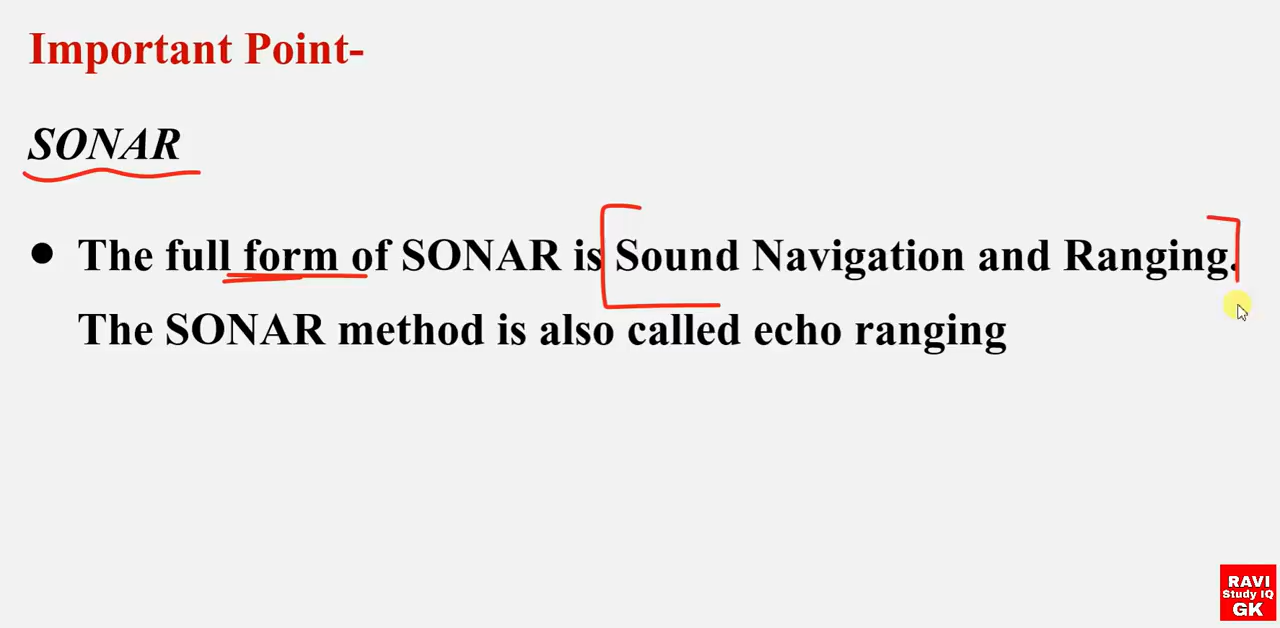 Important Point-
SONAR
● The full form of SONAR is Sound Navigation and Ranging.
The SONAR method is also called echo ranging
RAVI
Study IQ
GK